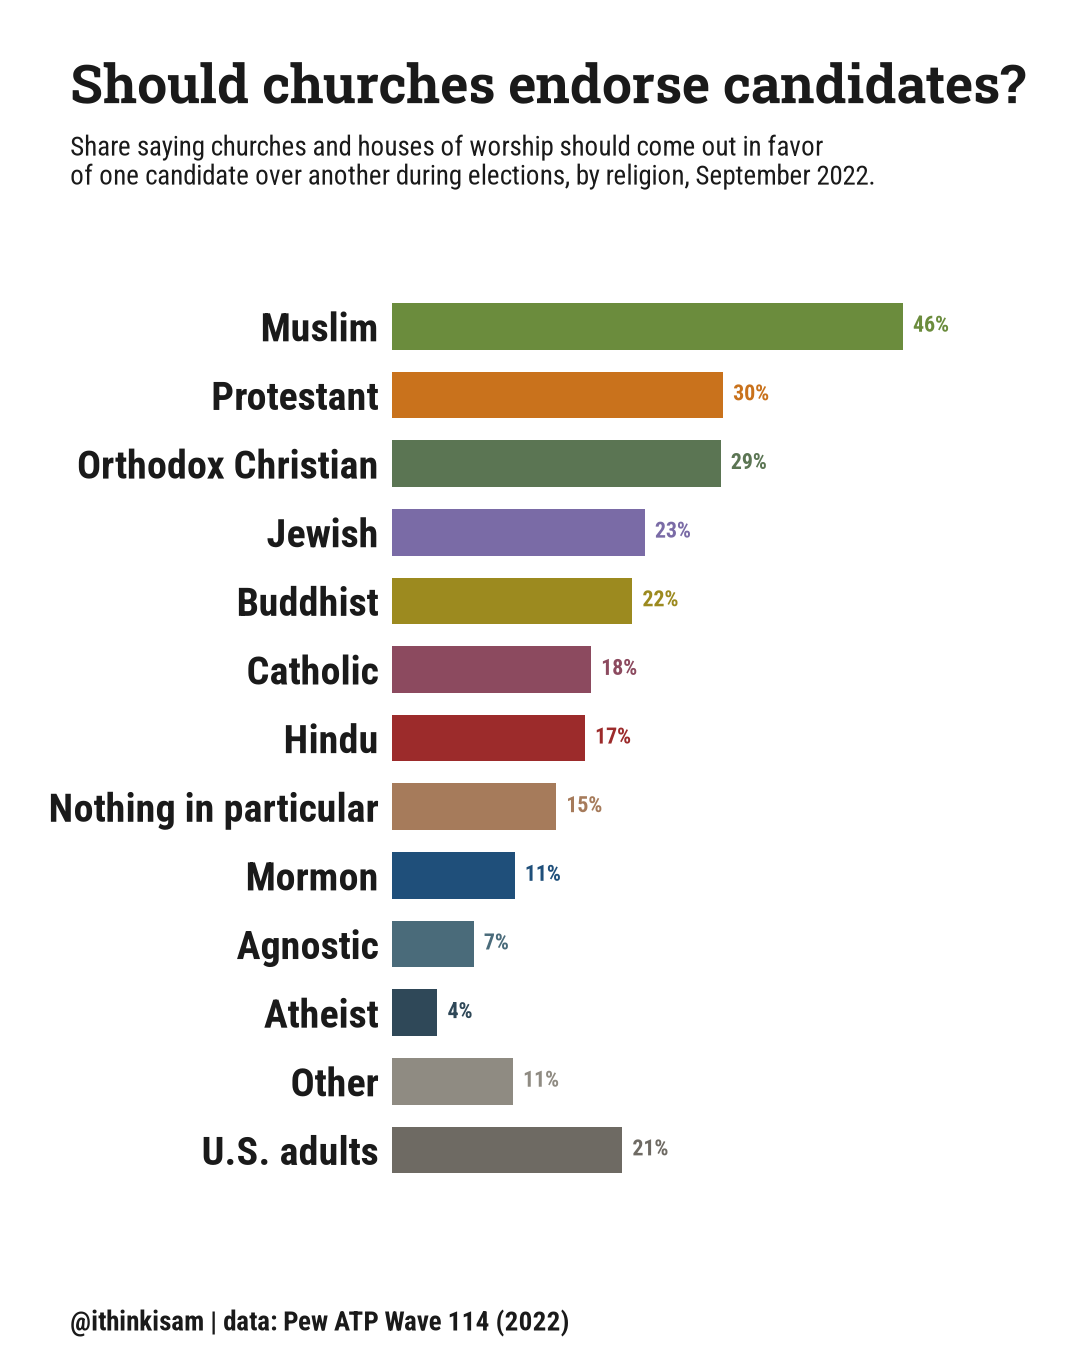 Should churches endorse candidates?
Share saying churches and houses of worship should come out in favor
of one candidate over another during elections, by religion, September 2022.
Muslim 46%
Protestant 30%
Orthodox Christian 29%
Jewish 23%
Buddhist 22%
Catholic 18%
Hindu 17%
Nothing in particular 15%
Mormon 11%
Agnostic 7%
Atheist 4%
Other 11%
U.S. adults 21%
@ithinkisam | data: Pew ATP Wave 114 (2022)